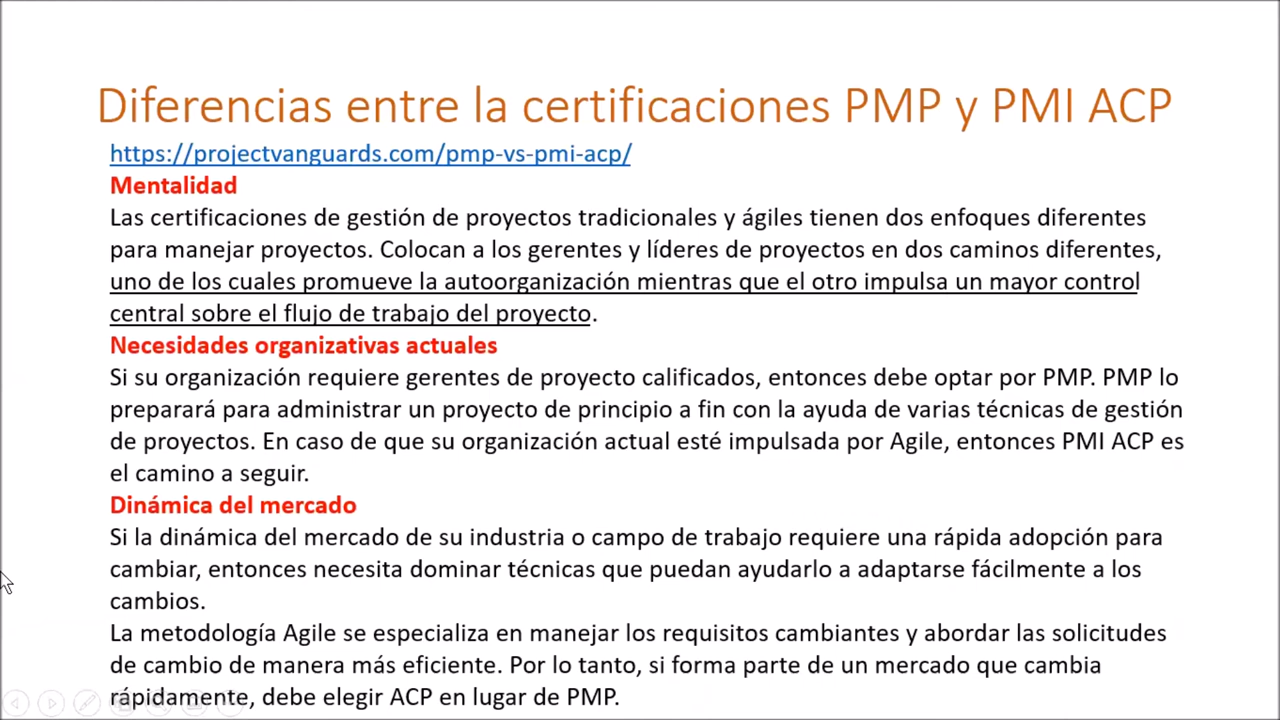 Diferencias entre la certificaciones PMP y PMI ACP
https://projectvanguards.com/pmp-vs-pmi-acp/
Mentalidad
Las certificaciones de gestión de proyectos tradicionales y ágiles tienen dos enfoques diferentes
para manejar proyectos. Colocan a los gerentes y líderes de proyectos en dos caminos diferentes,
uno de los cuales promueve la autoorganización mientras que el otro impulsa un mayor control
central sobre el flujo de trabajo del proyecto.
Necesidades organizativas actuales
Si su organización requiere gerentes de proyecto calificados, entonces debe optar por PMP. PMP lo
preparará para administrar un proyecto de principio a fin con la ayuda de varias técnicas de gestión
de proyectos. En caso de que su organización actual esté impulsada por Agile, entonces PMI ACP es
el camino a seguir.
Dinámica del mercado
Si la dinámica del mercado de su industria o campo de trabajo requiere una rápida adopción para
cambiar, entonces necesita dominar técnicas que puedan ayudarlo a adaptarse fácilmente a los
cambios.
La metodología Agile se especializa en manejar los requisitos cambiantes y abordar las solicitudes
de cambio de manera más eficiente. Por lo tanto, si forma parte de un mercado que cambia
rápidamente, debe elegir ACP en lugar de PMP.